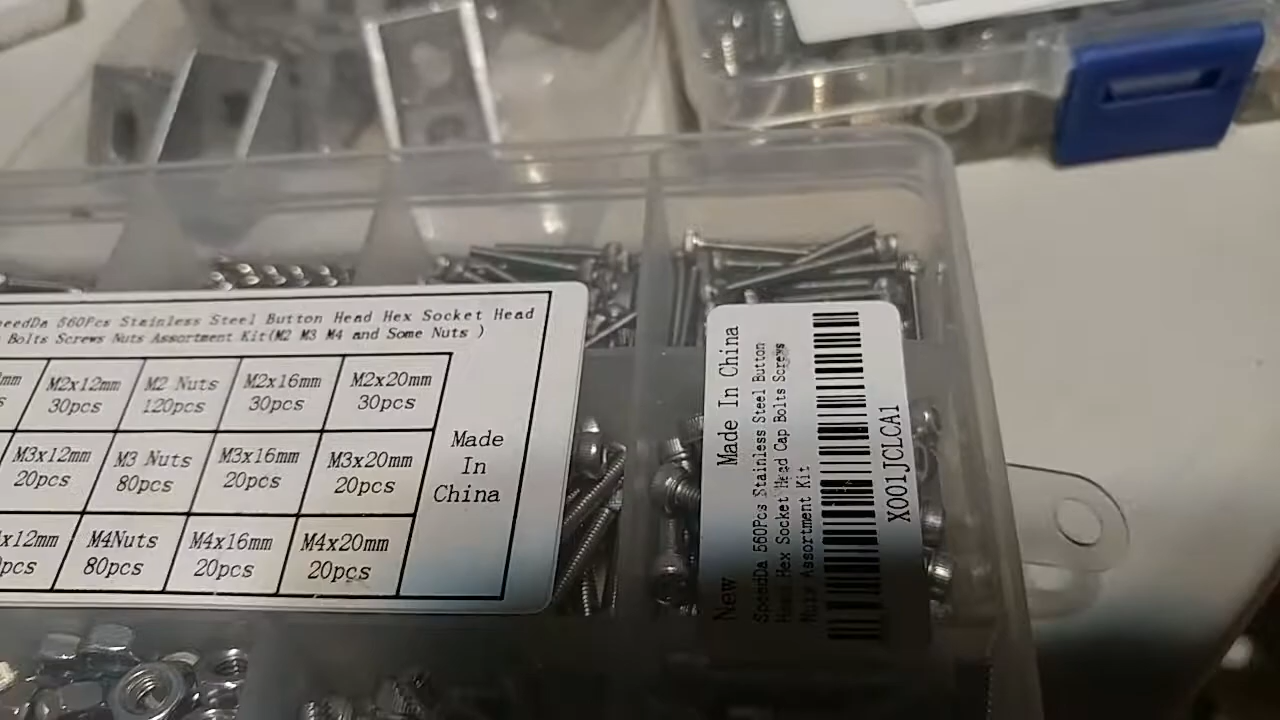 eedDa 560Pcs Stainless Steel Button Head Hex Socket Head
Bolts Screws Nuts Assortment Kit(M2 M3 M4 and Some Nuts )
mm M2x12mm M2 Nuts M2x16mm M2x20mm
s 30pcs 120pcs 30pcs 30pcs
M3x12mm M3 Nuts M3x16mm M3x20mm
20pcs 80pcs 20pcs 20pcs
x12mm M4Nuts M4x16mm M4x20mm
pcs 80pcs 20pcs 20pcs
Made
In
China
New Made In China
SpeedDa 560Pcs Stainless Steel Button
Head Hex Socket Head Cap Bolts Screws
Nuts Assortment Kit
X001JCLCA1